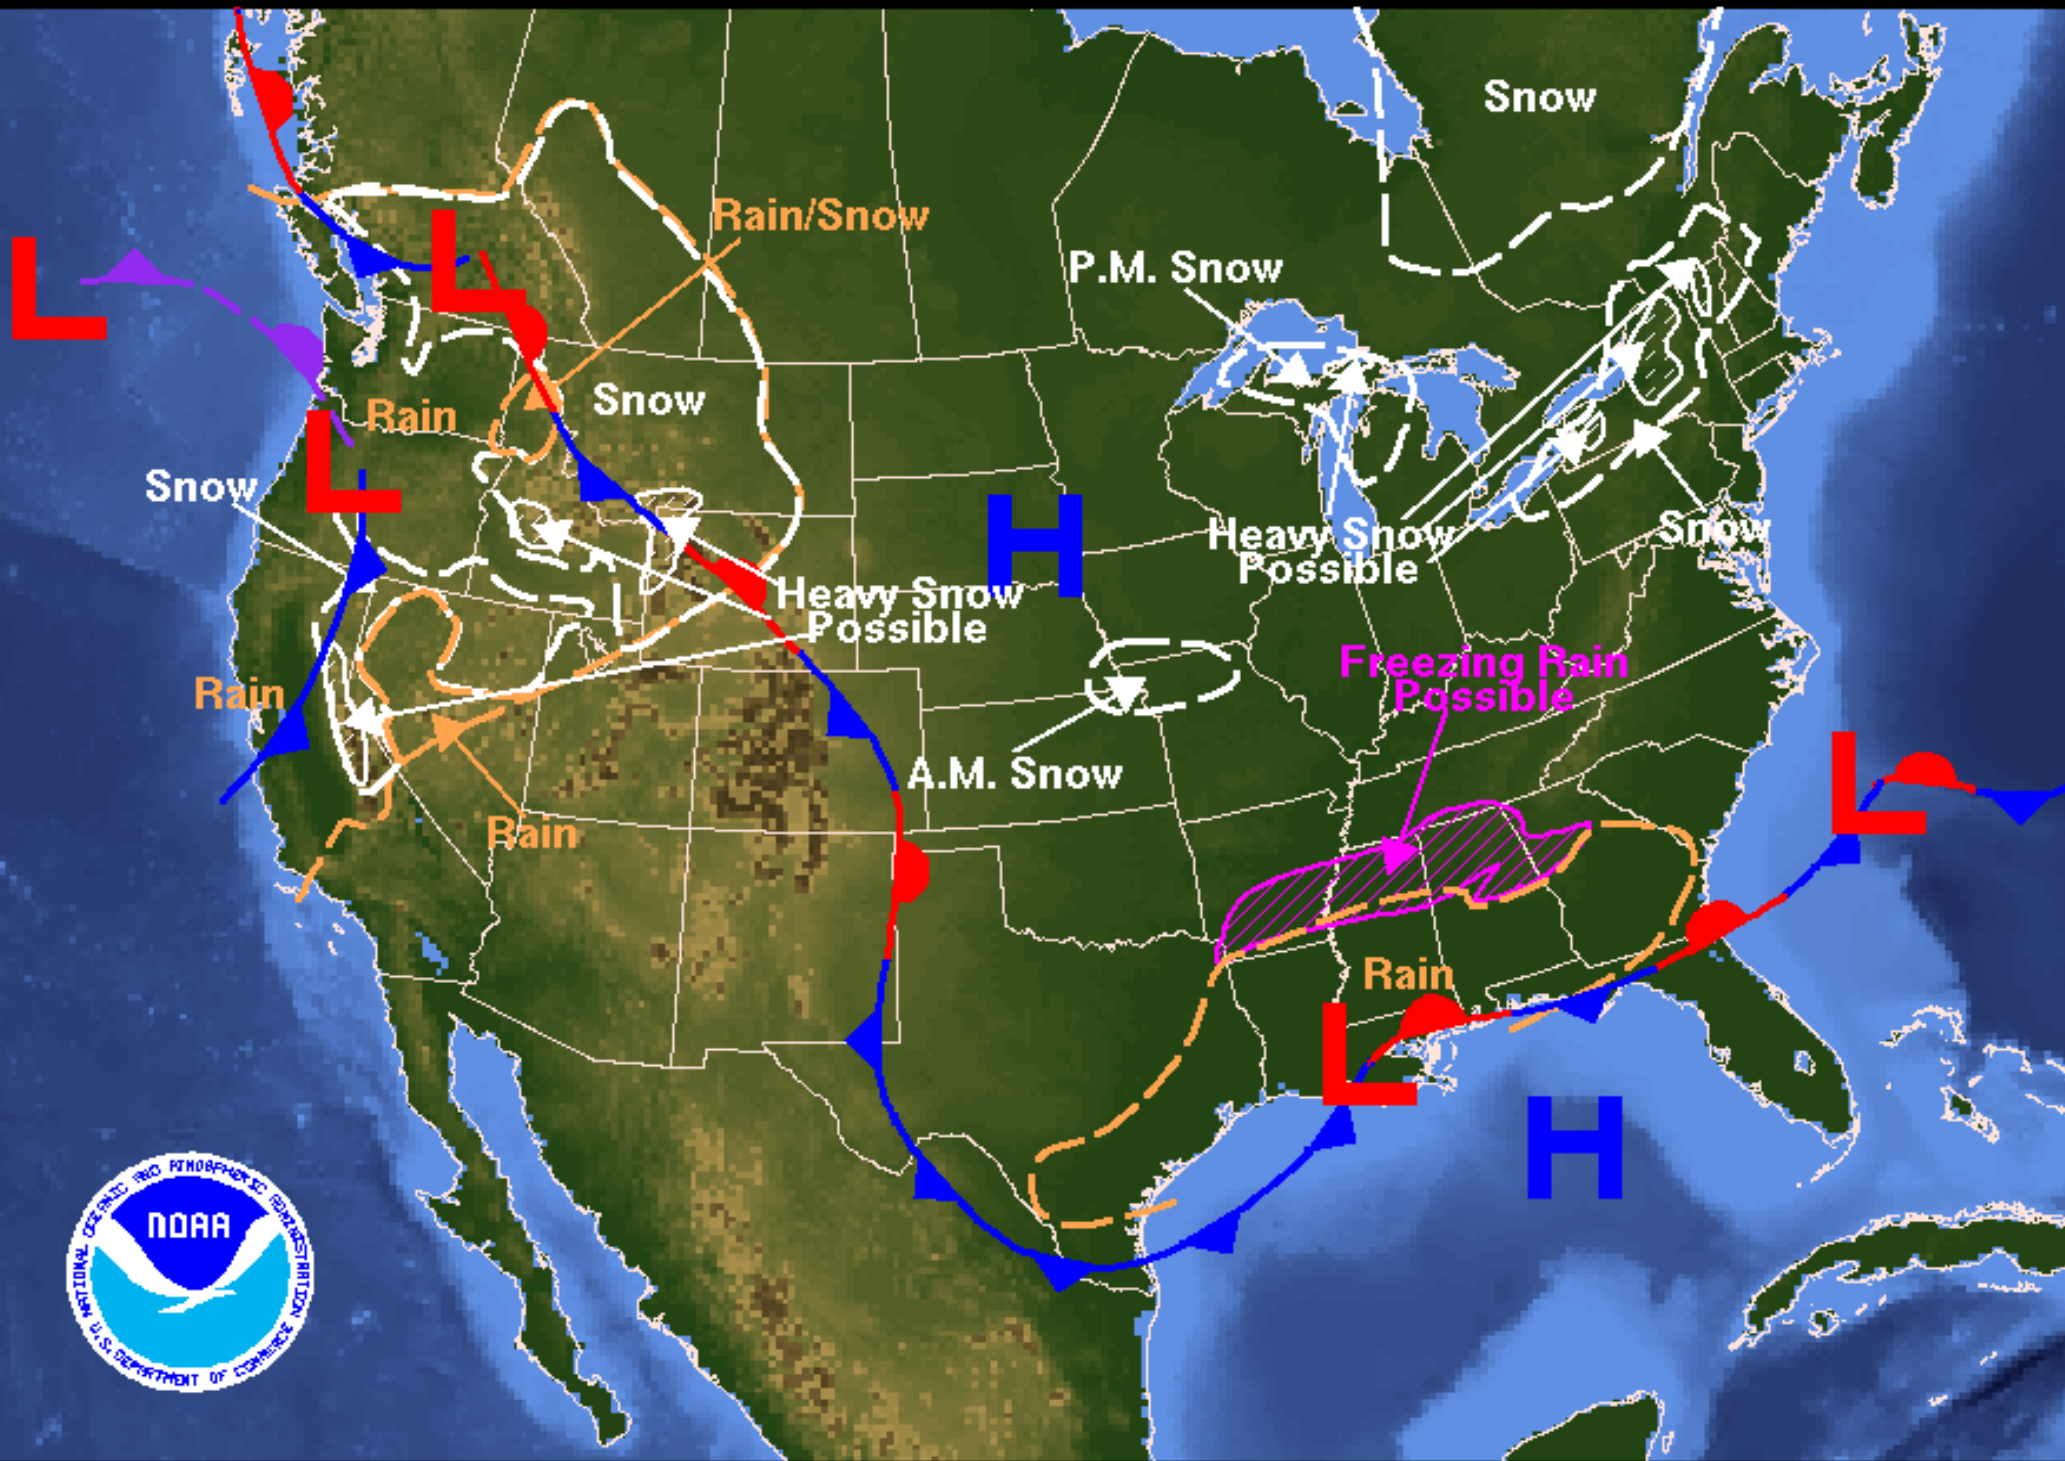 Snow
Rain/Snow
P.M. Snow
L
L
Snow
Rain
L
Snow
H
Heavy Snow
Possible
Snow
Heavy Snow
Possible
Freezing Rain
Possible
Rain
A.M. Snow
L
Rain
Rain
L
H
NOAA
NATIONAL OCEANIC AND ATMOSPHERIC ADMINISTRATION
U.S. DEPARTMENT OF COMMERCE